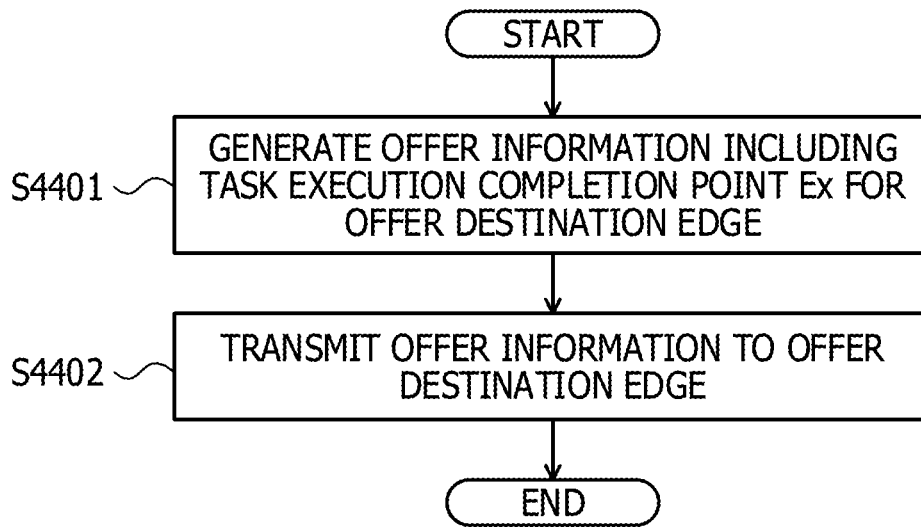 START
GENERATE OFFER INFORMATION INCLUDING
S4401
TASK EXECUTION COMPLETION POINT Ex FOR
OFFER DESTINATION EDGE
TRANSMIT OFFER INFORMATION TO OFFER
S4402
DESTINATION EDGE
END